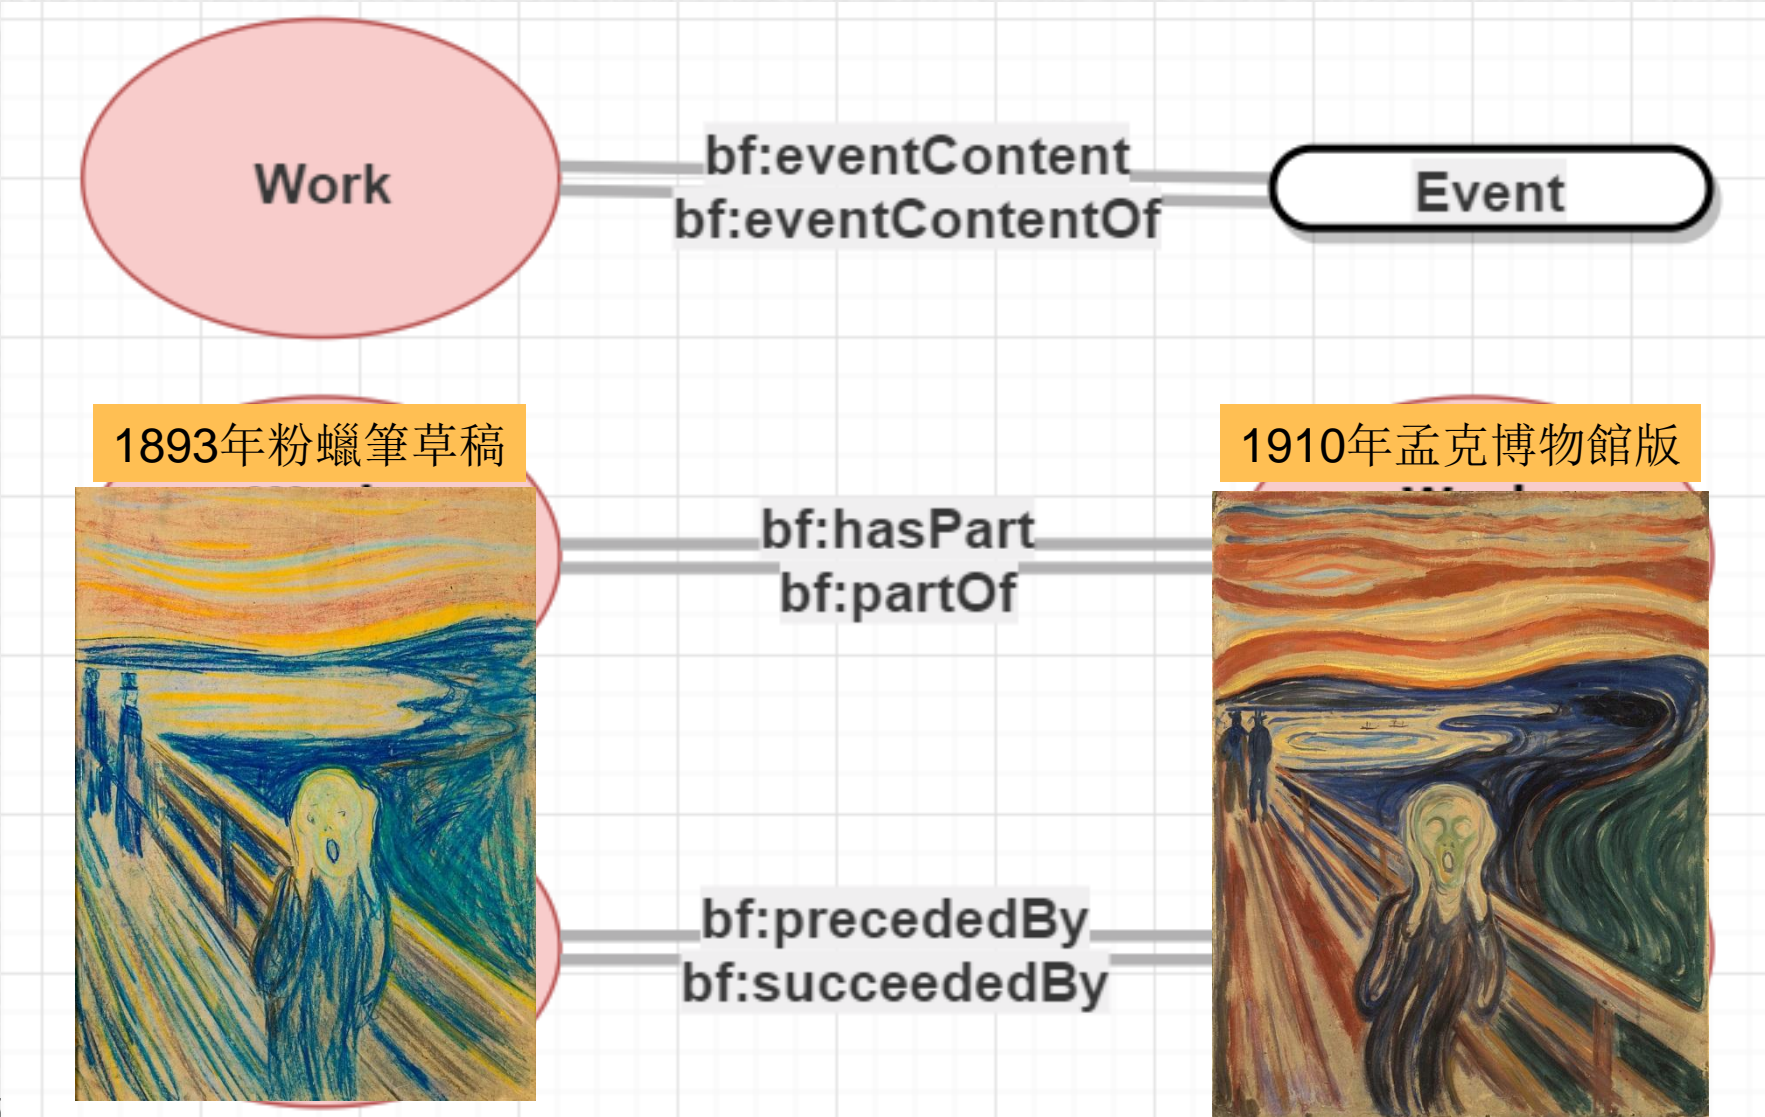 Work
bf:eventContent
bf:eventContentOf
Event
1893年粉蠟筆草稿
1910年孟克博物館版
bf:hasPart
bf:partOf
bf:precededBy
bf:succeededBy